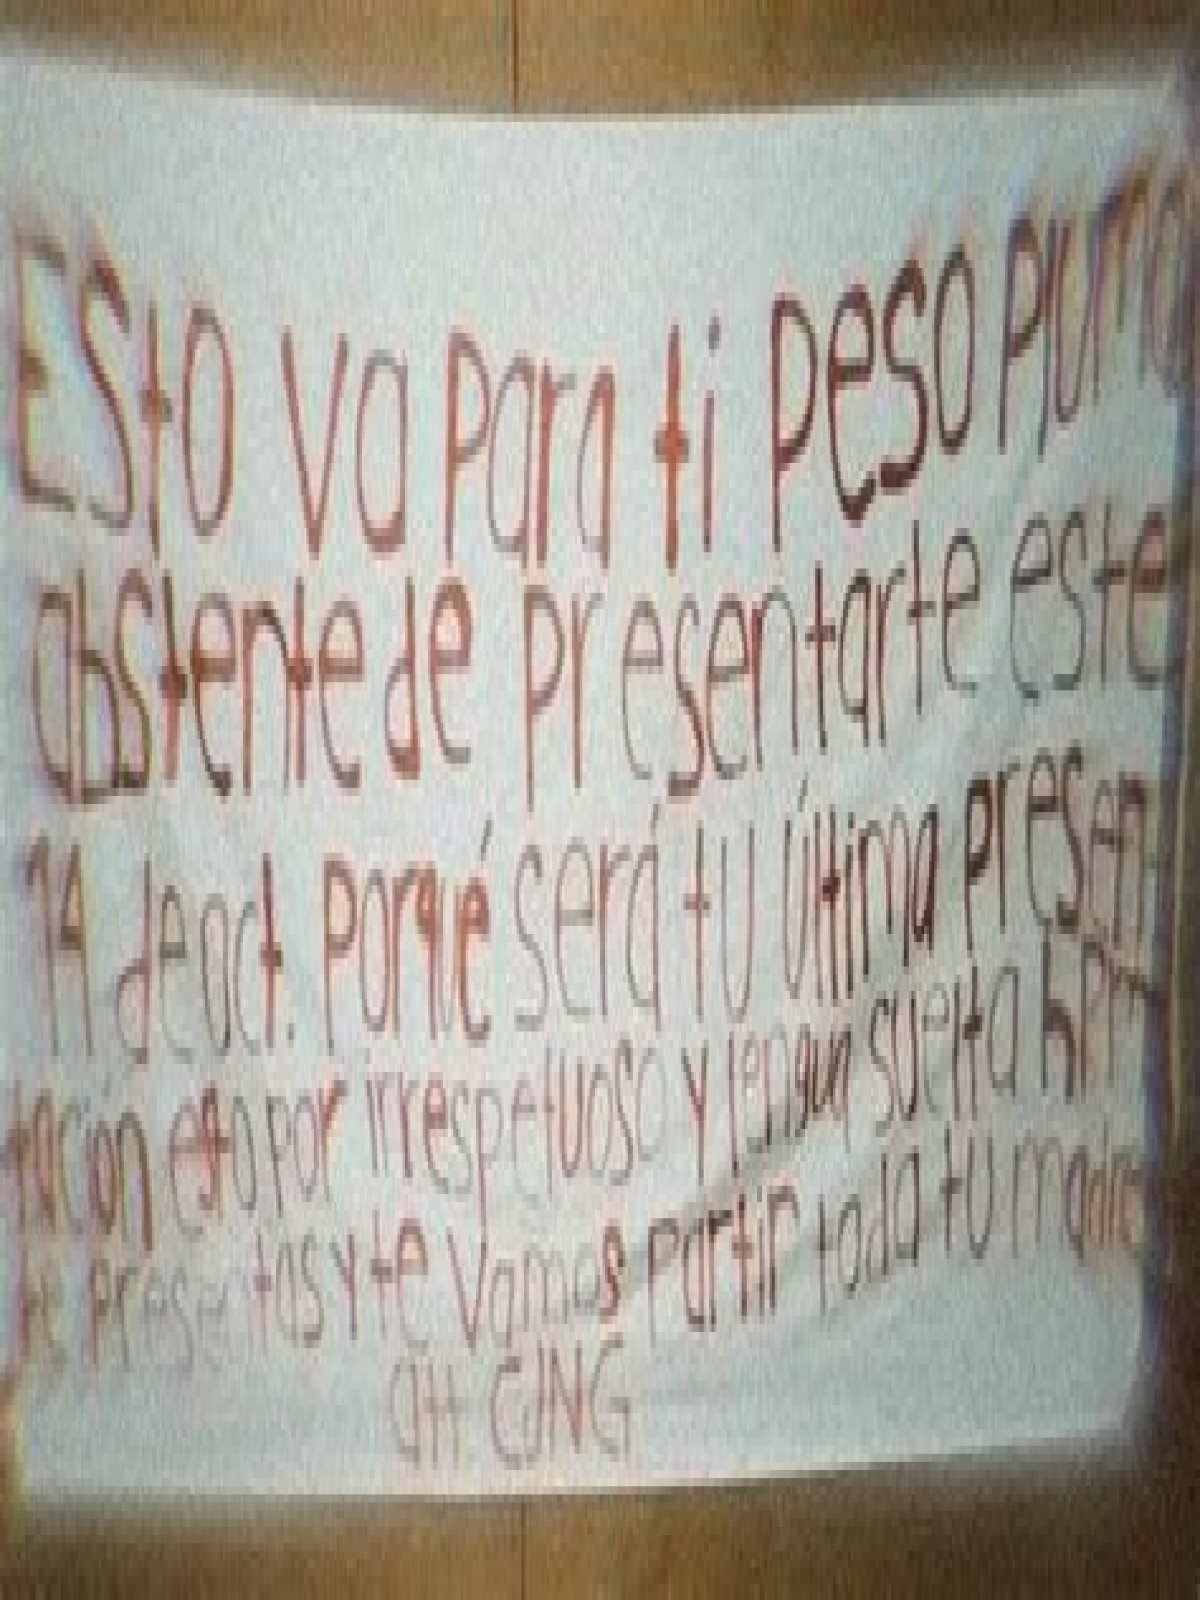 Esto va para ti peso pluma
abstente de presentarte este
14 de oct. Porqué será tu última presen
tación esto por irrespetuoso y lengua suelta
te presentas y te vamos partir toda tu madre
att CJNG